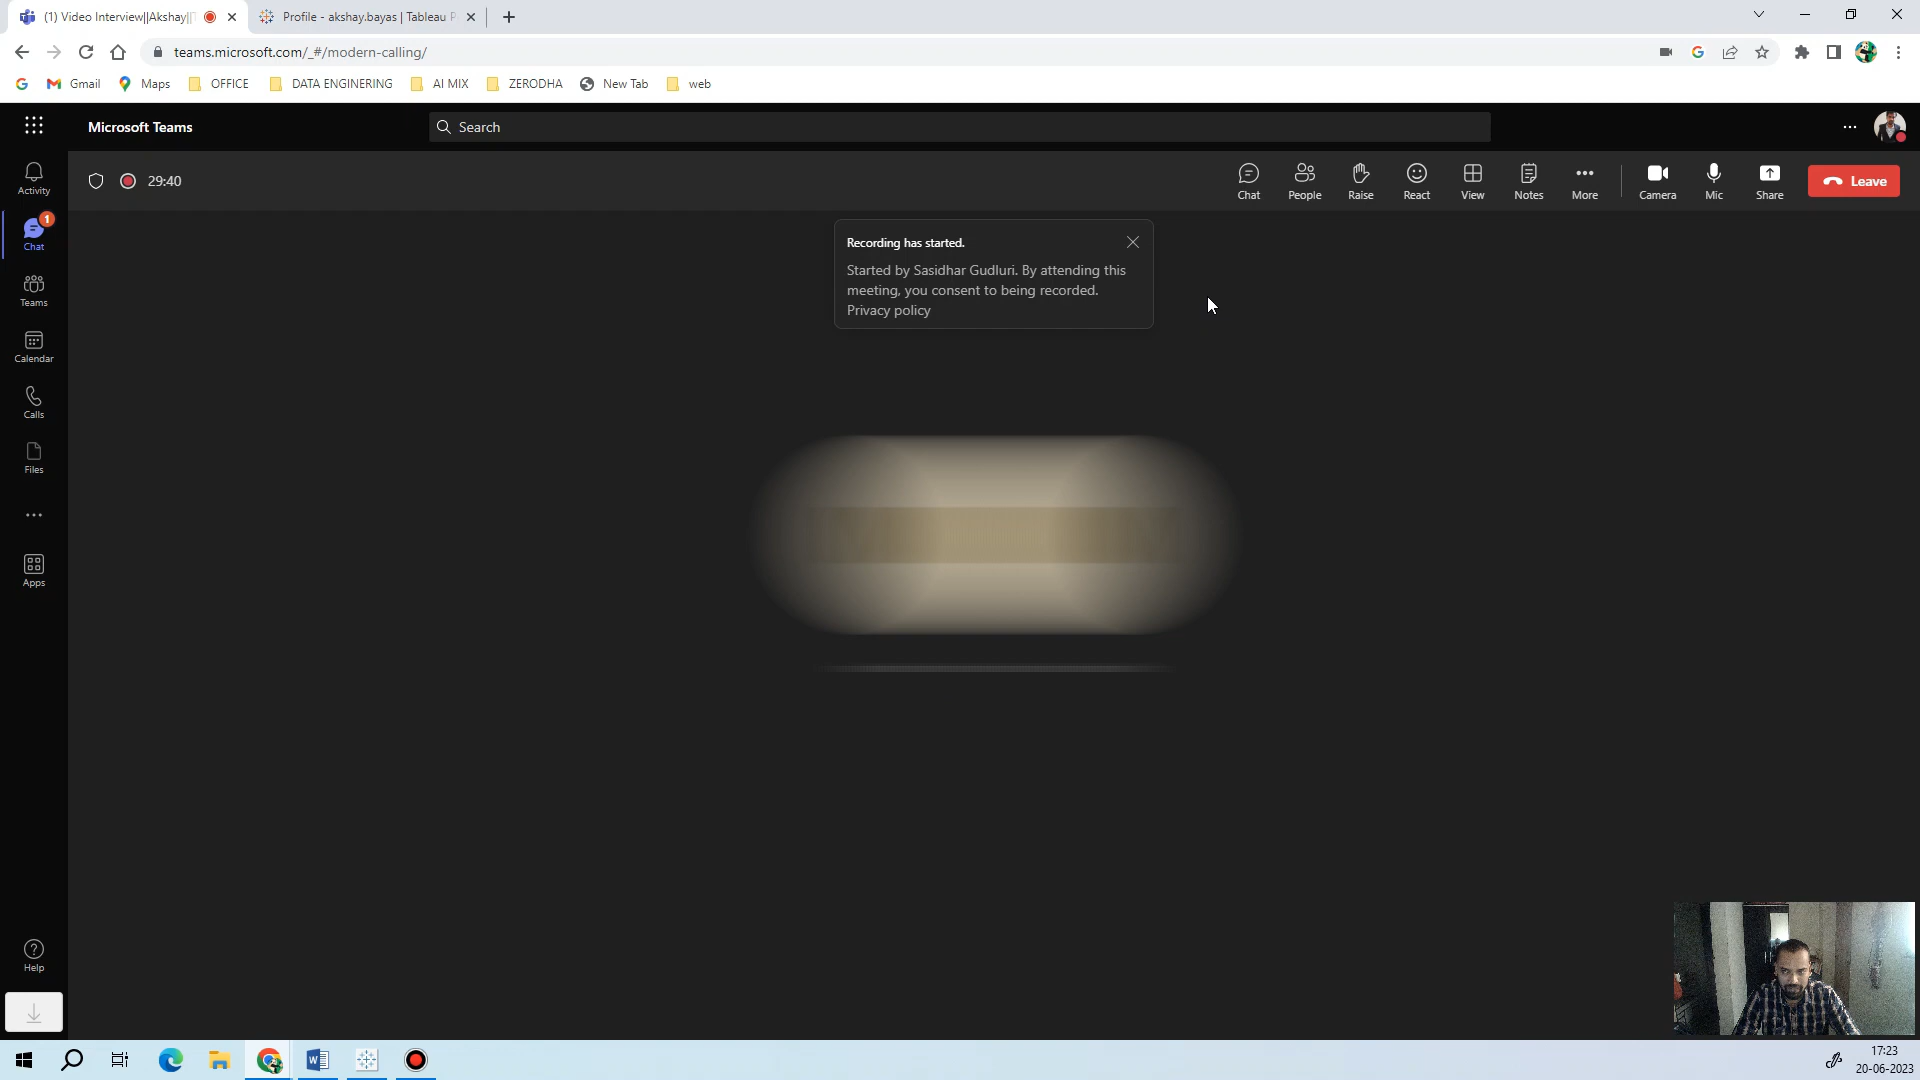 (1) Video Interview||Akshay||
Profile - akshay.bayas | Tableau P
teams.microsoft.com/_#/modern-calling/
Gmail
Maps
OFFICE
DATA ENGINERING
AI MIX
ZERODHA
New Tab
web
Microsoft Teams
Search
29:40
Chat
People
Raise
React
View
Notes
More
Camera
Mic
Share
Leave
Activity
1
Chat
Teams
Calendar
Calls
Files
Apps
Help
Recording has started.
Started by Sasidhar Gudluri. By attending this
meeting, you consent to being recorded.
Privacy policy
17:23
20-06-2023